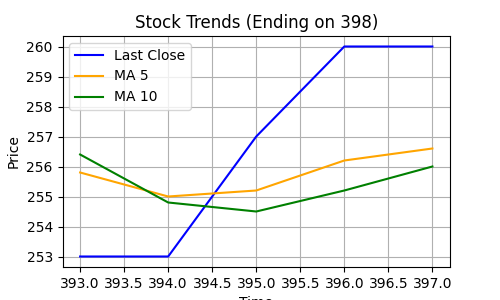 Stock Trends (Ending on 398)
Last Close
MA 5
MA 10
Price
260
259
258
257
256
255
254
253
393.0 393.5 394.0 394.5 395.0 395.5 396.0 396.5 397.0
Time